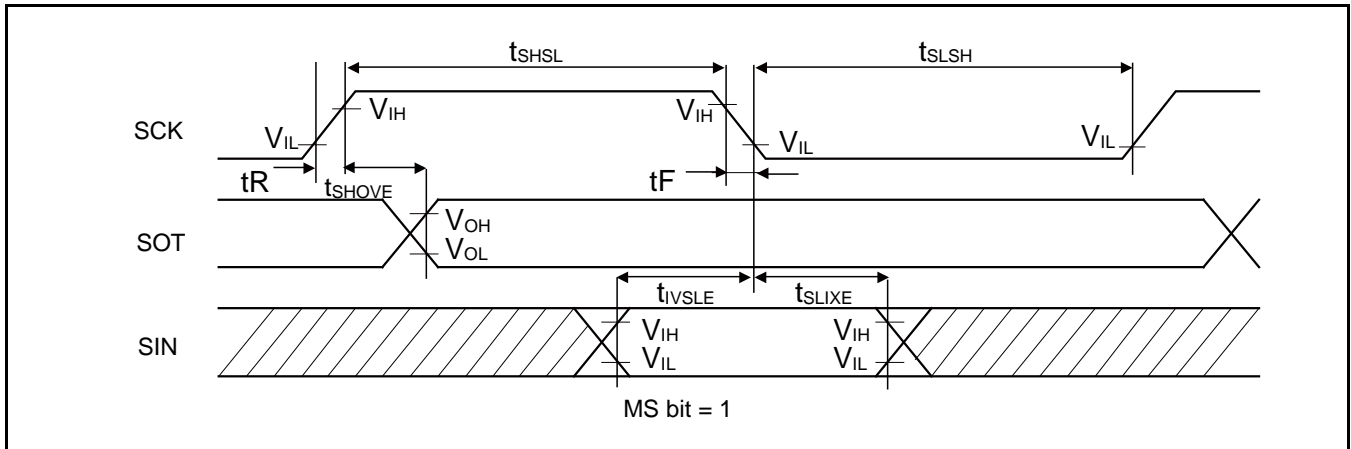 tSHSL
tSLSH
SCK
VIH
VIH
VIL
VIL
VIL
tR
tSHOVE
tF
SOT
VOH
VOL
tIVSLE
tSLIXE
SIN
VIH
VIH
VIL
VIL
MS bit = 1